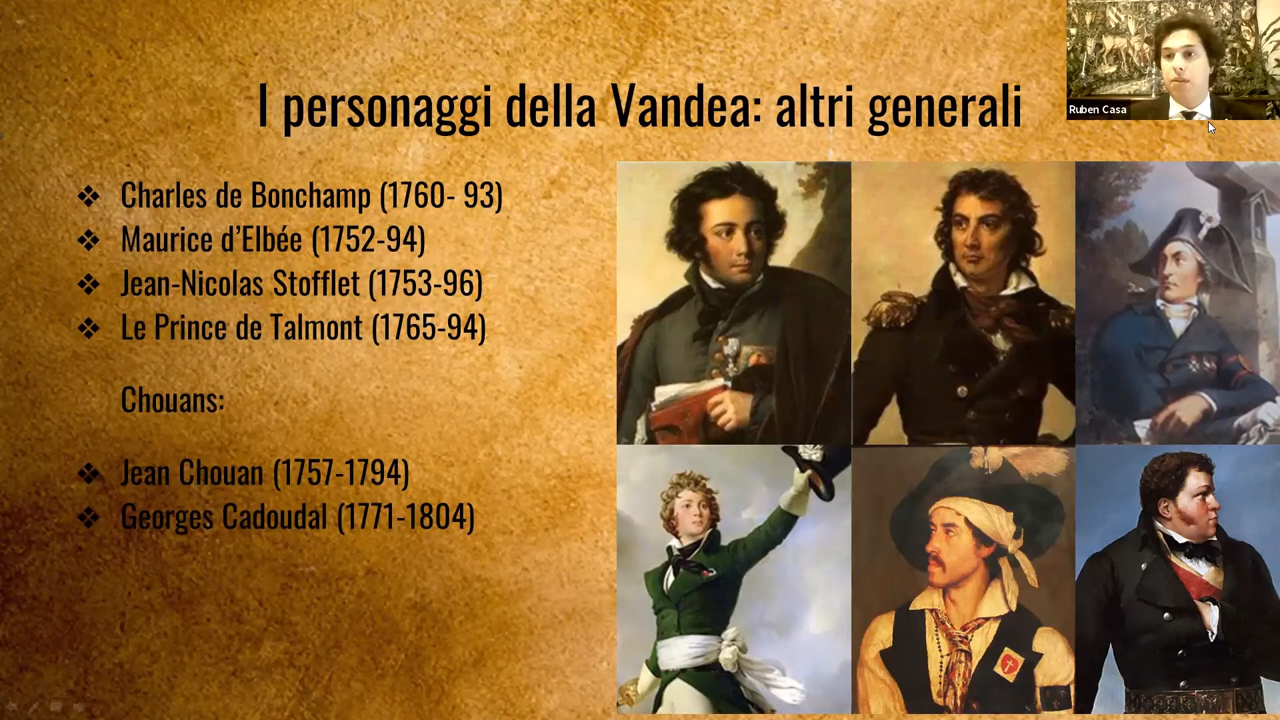 I personaggi della Vandea: altri generali
Ruben Casa
Charles de Bonchamp (1760- 93)
Maurice d’Elbée (1752-94)
Jean-Nicolas Stofflet (1753-96)
Le Prince de Talmont (1765-94)
Chouans:
Jean Chouan (1757-1794)
Georges Cadoudal (1771-1804)